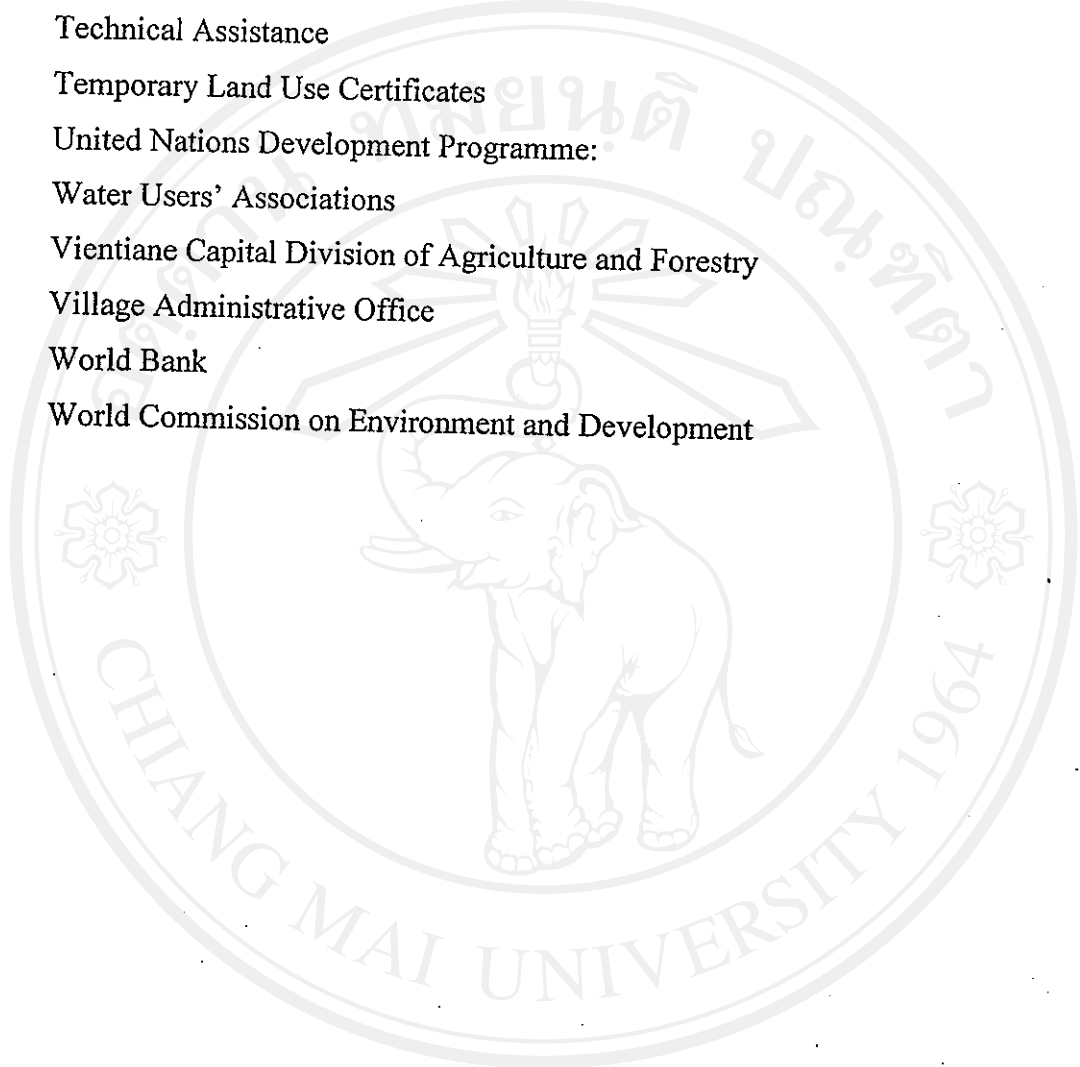 Technical Assistance
Temporary Land Use Certificates
United Nations Development Programme:
Water Users' Associations
Vientiane Capital Division of Agriculture and Forestry
Village Administrative Office
World Bank
World Commission on Environment and Development
CHIANG MAI UNIVERSITY 1964